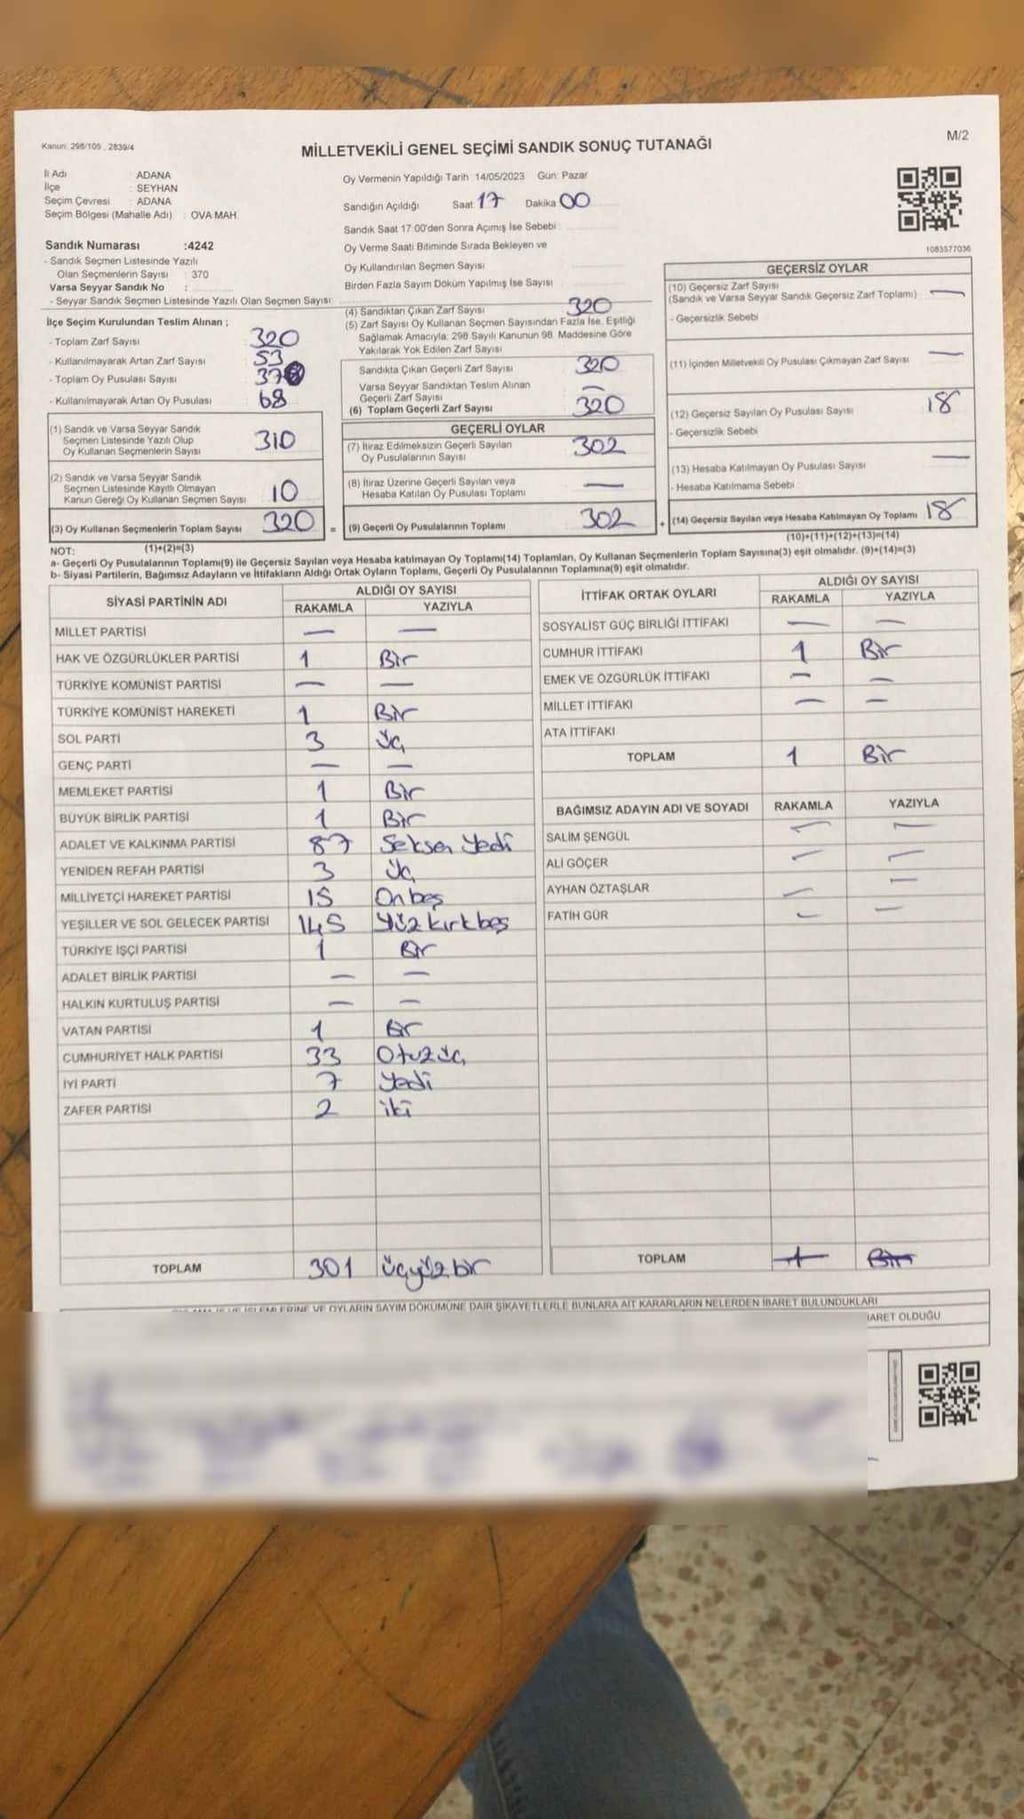 Kanun: 298/105 , 2839/4
MİLLETVEKİLİ GENEL SEÇİMİ SANDIK SONUÇ TUTANAĞI
M/2
İl Adı : ADANA
İlçe : SEYHAN
Seçim Çevresi : ADANA
Seçim Bölgesi (Mahalle Adı) : OVA MAH.
Sandık Numarası :4242
- Sandık Seçmen Listesinde Yazılı
Olan Seçmenlerin Sayısı : 370
Varsa Seyyar Sandık No :
- Seyyar Sandık Seçmen Listesinde Yazılı Olan Seçmen Sayısı:
Oy Vermenin Yapıldığı Tarih :14/05/2023 Gün: Pazar
Sandığın Açıldığı Saat 17 Dakika 00
Sandık Saat 17:00'den Sonra Açımış İse Sebebi :
Oy Verme Saati Bitiminde Sırada Bekleyen ve
Oy Kullandırılan Seçmen Sayısı
Birden Fazla Sayım Döküm Yapılmış İse Sayısı
1083577036
İlçe Seçim Kurulundan Teslim Alınan ;
- Toplam Zarf Sayısı 320
- Kullanılmayarak Artan Zarf Sayısı 53
- Toplam Oy Pusulası Sayısı
- Kullanılmayarak Artan Oy Pusulası 68
(1) Sandık ve Varsa Seyyar Sandık
Seçmen Listesinde Yazılı Olup
Oy Kullanan Seçmenlerin Sayısı 310
(2) Sandık ve Varsa Seyyar Sandık
Seçmen Listesinde Kayıtlı Olmayan
Kanun Gereği Oy Kullanan Seçmen Sayısı 10
(3) Oy Kullanan Seçmenlerin Toplam Sayısı 320 =
(1)+(2)=(3)
(4) Sandıktan Çıkan Zarf Sayısı 320
(5) Zarf Sayısı Oy Kullanan Seçmen Sayısından Fazla İse, Eşitliği
Sağlamak Amacıyla; 298 Sayılı Kanunun 98. Maddesine Göre
Yakılarak Yok Edilen Zarf Sayısı
Sandıkta Çıkan Geçerli Zarf Sayısı 320
Varsa Seyyar Sandıktan Teslim Alınan
Geçerli Zarf Sayısı —
(6) Toplam Geçerli Zarf Sayısı 320
GEÇERLİ OYLAR
(7) İtiraz Edilmeksizin Geçerli Sayılan
Oy Pusulalarının Sayısı 302
(8) İtiraz Üzerine Geçerli Sayılan veya
Hesaba Katılan Oy Pusulası Toplamı —
(9) Geçerli Oy Pusulalarının Toplamı 302 +
GEÇERSİZ OYLAR
(10) Geçersiz Zarf Sayısı
(Sandık ve Varsa Seyyar Sandık Geçersiz Zarf Toplamı) —
- Geçersizlik Sebebi
(11) İçinden Milletvekili Oy Pusulası Çıkmayan Zarf Sayısı —
(12) Geçersiz Sayılan Oy Pusulası Sayısı 18
- Geçersizlik Sebebi
(13) Hesaba Katılmayan Oy Pusulası Sayısı —
- Hesaba Katılmama Sebebi :
(14) Geçersiz Sayılan veya Hesaba Katılmayan Oy Toplamı 18
(10)+(11)+(12)+(13)=(14)
NOT:
a- Geçerli Oy Pusulalarının Toplamı(9) ile Geçersiz Sayılan veya Hesaba katılmayan Oy Toplamı(14) Toplamları, Oy Kullanan Seçmenlerin Toplam Sayısına(3) eşit olmalıdır. (9)+(14)=(3)
b- Siyasi Partilerin, Bağımsız Adayların ve İttifakların Aldığı Ortak Oyların Toplamı, Geçerli Oy Pusulalarının Toplamına(9) eşit olmalıdır.
SİYASİ PARTİNİN ADI ALDIĞI OY SAYISI
RAKAMLA YAZIYLA
MİLLET PARTİSİ — —
HAK VE ÖZGÜRLÜKLER PARTİSİ 1 Bir
TÜRKİYE KOMÜNİST PARTİSİ — —
TÜRKİYE KOMÜNİST HAREKETİ 1 Bir
SOL PARTİ 3 Üç
GENÇ PARTİ — —
MEMLEKET PARTİSİ 1 Bir
BÜYÜK BİRLİK PARTİSİ 1 Bir
ADALET VE KALKINMA PARTİSİ 87 Seksen Yedi
YENİDEN REFAH PARTİSİ 3 Üç
MİLLİYETÇİ HAREKET PARTİSİ 15 Onbeş
YEŞİLLER VE SOL GELECEK PARTİSİ 145 Yüz kırk beş
TÜRKİYE İŞÇİ PARTİSİ 1 Bir
ADALET BİRLİK PARTİSİ — —
HALKIN KURTULUŞ PARTİSİ — —
VATAN PARTİSİ 1 Bir
CUMHURİYET HALK PARTİSİ 33 Otuz üç
İYİ PARTİ 7 Yedi
ZAFER PARTİSİ 2 iki
TOPLAM 301 üçyüz bir
İTTİFAK ORTAK OYLARI ALDIĞI OY SAYISI
RAKAMLA YAZIYLA
SOSYALİST GÜÇ BİRLİĞİ İTTİFAKI — —
CUMHUR İTTİFAKI 1 Bir
EMEK VE ÖZGÜRLÜK İTTİFAKI — —
MİLLET İTTİFAKI — —
ATA İTTİFAKI
TOPLAM 1 Bir
BAĞIMSIZ ADAYIN ADI VE SOYADI RAKAMLA YAZIYLA
SALİM ŞENGÜL — —
ALİ GÖÇER — —
AYHAN ÖZTAŞLAR — —
FATİH GÜR — —
TOPLAM 1 Bir
OYLARIN SAYIM DÖKÜMÜNE DAİR ŞİKAYETLERLE BUNLARA AİT KARARLARIN NELERDEN İBARET BULUNDUKLARI
İBARET OLDUĞU